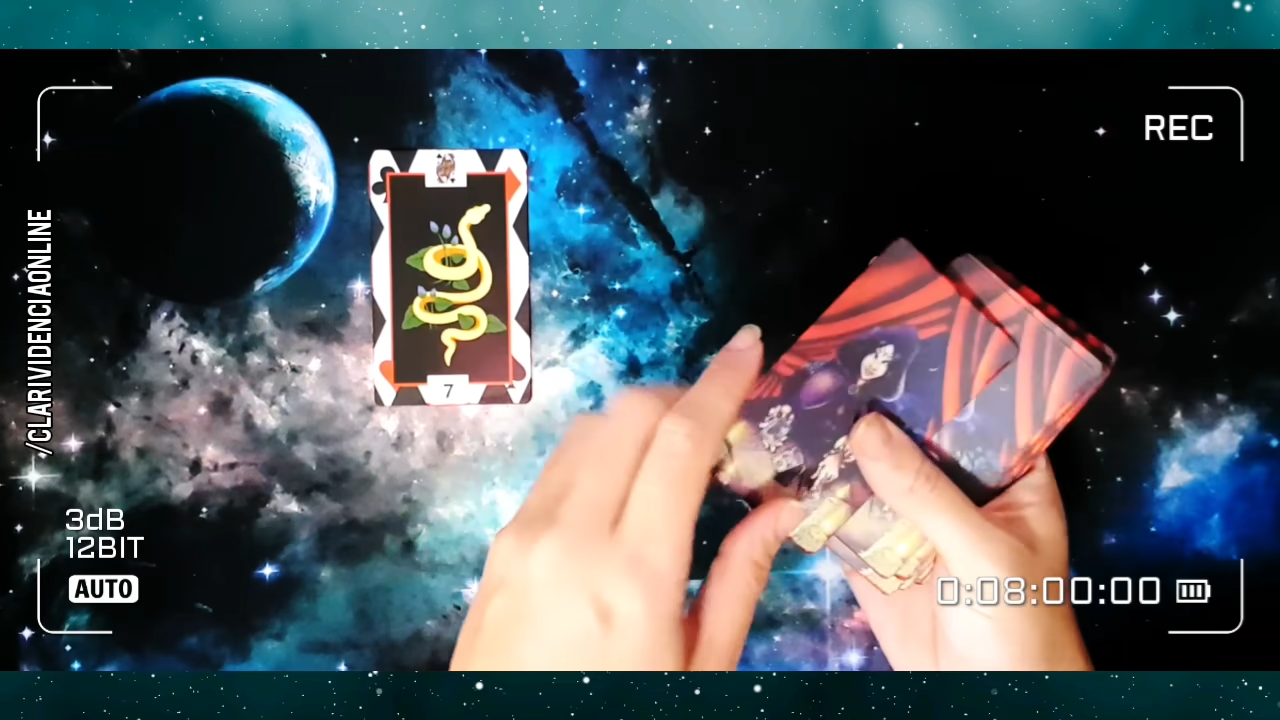 REC
/CLARIVIDENCIAONLINE
7
3dB
12BIT
AUTO
0:08:00:00